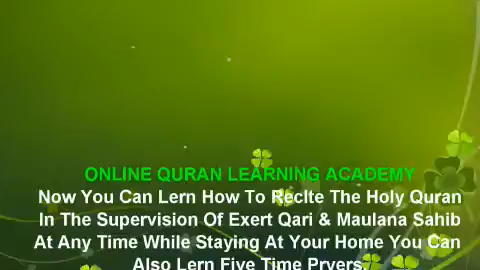 ONLINE QURAN LEARNING ACADEMY
Now You Can Lern How To Reclte The Holy Quran
In The Supervision Of Exert Qari & Maulana Sahib
At Any Time While Staying At Your Home You Can
Also Lern Five Time Pryers.